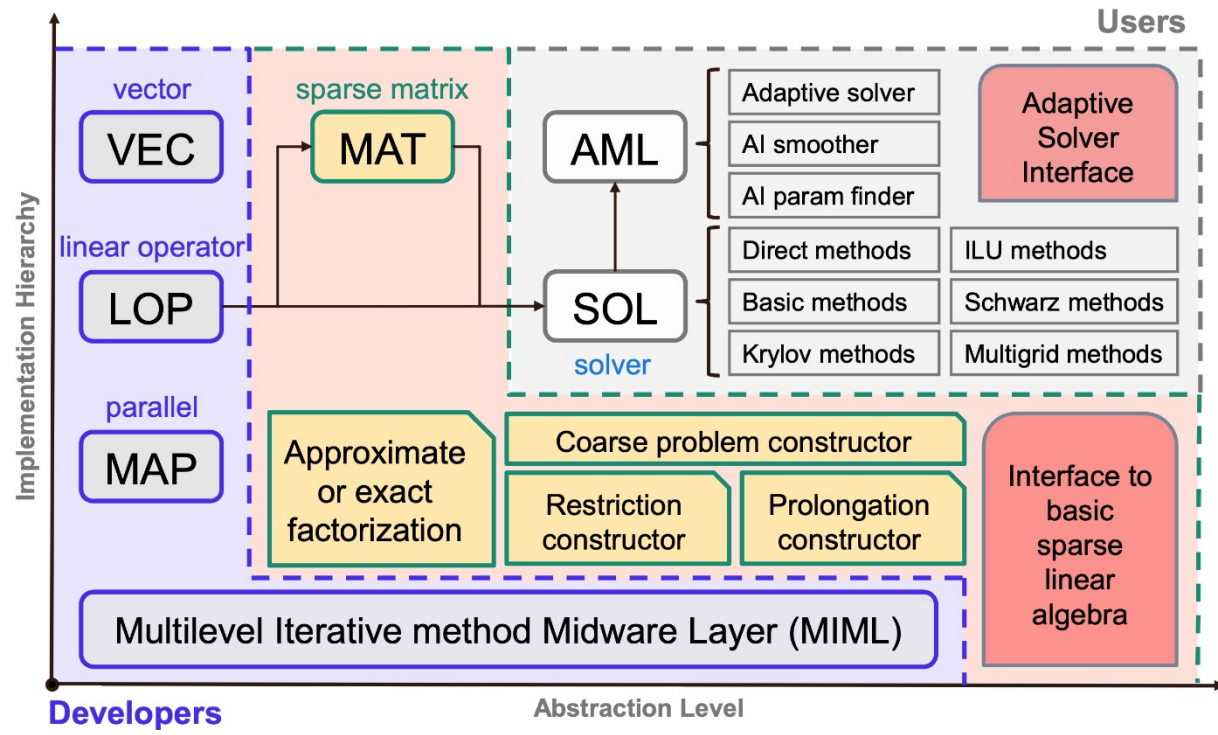 Users
vector
VEC
sparse matrix
MAT
AML
Adaptive solver
AI smoother
AI param finder
Adaptive
Solver
Interface
linear operator
LOP
SOL
solver
Direct methods
ILU methods
Basic methods
Schwarz methods
Krylov methods
Multigrid methods
parallel
MAP
Approximate
or exact
factorization
Coarse problem constructor
Restriction
constructor
Prolongation
constructor
Interface to
basic
sparse
linear
algebra
Multilevel Iterative method Midware Layer (MIML)
Implementation Hierarchy
Developers
Abstraction Level